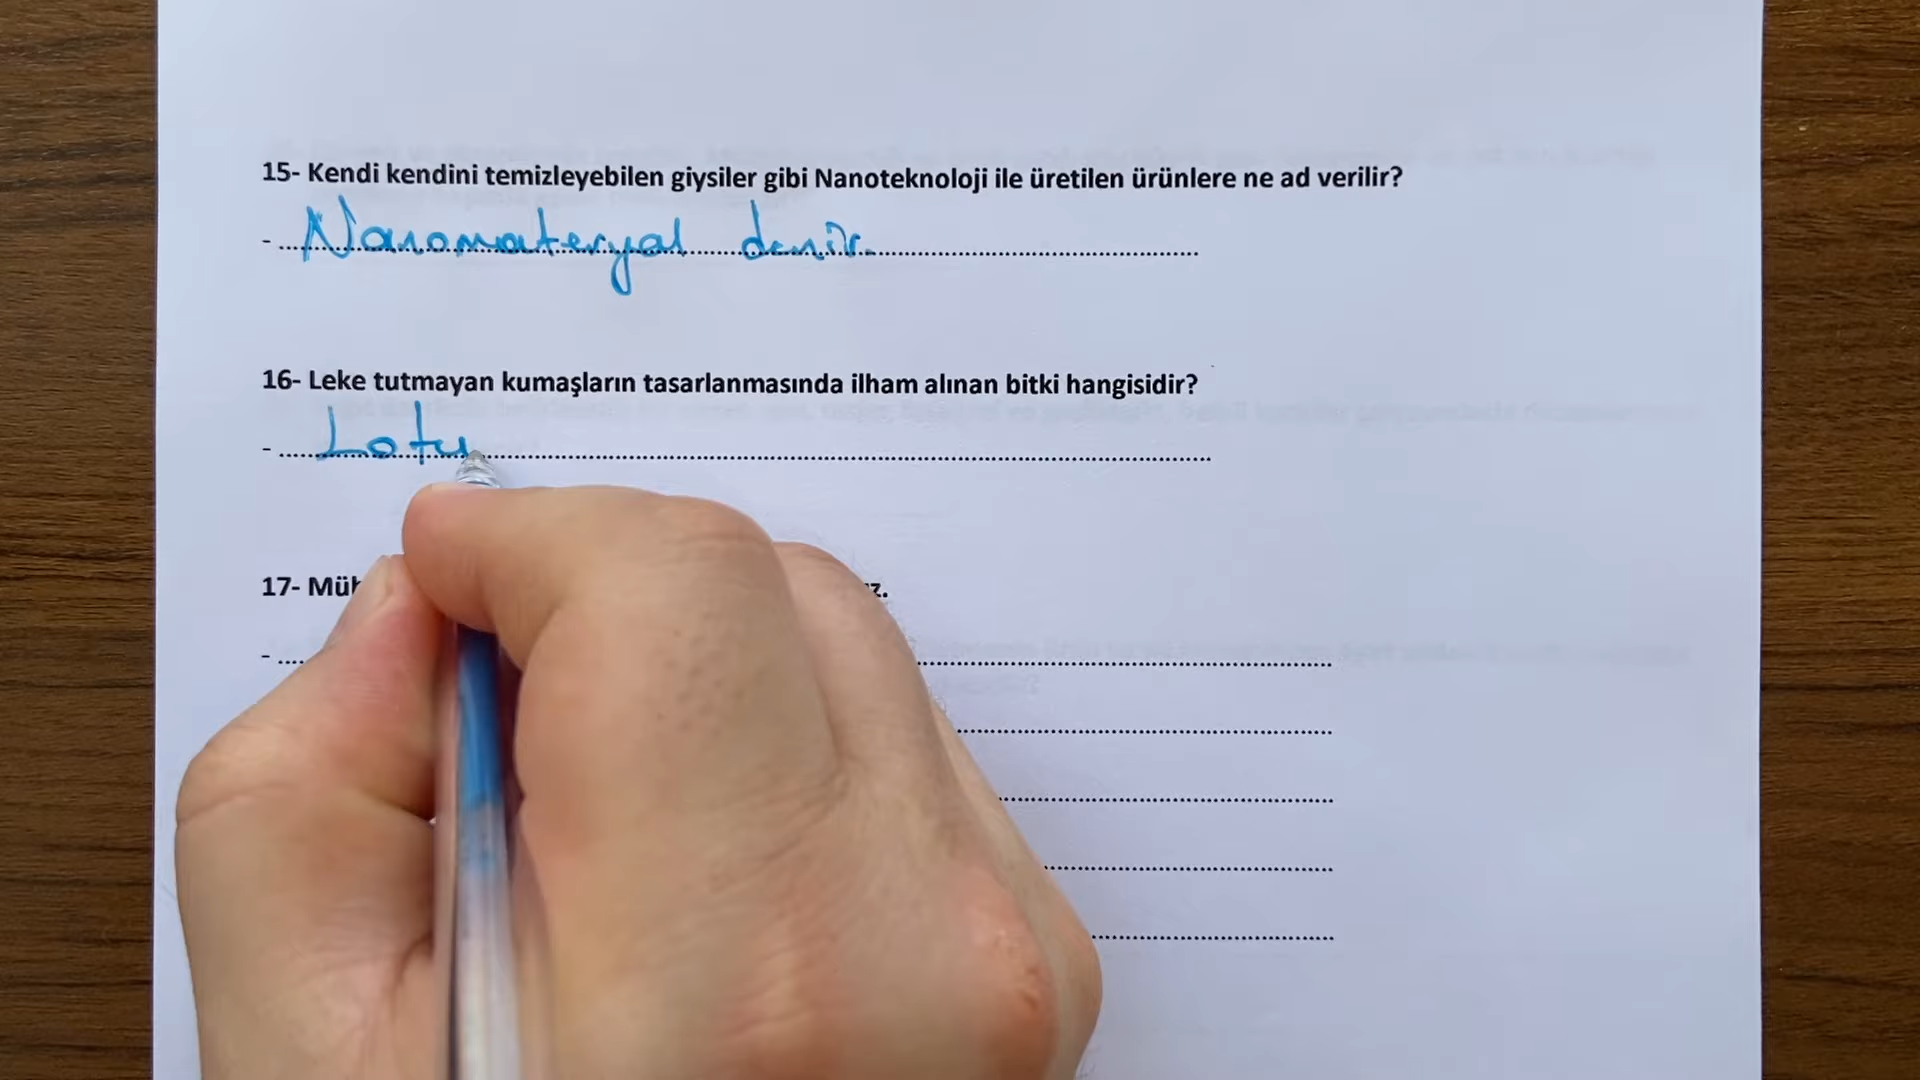 15- Kendi kendini temizleyebilen giysiler gibi Nanoteknoloji ile üretilen ürünlere ne ad verilir?
- Nanomateryal denir.
16- Leke tutmayan kumaşların tasarlanmasında ilham alınan bitki hangisidir?
- Lotu
17-